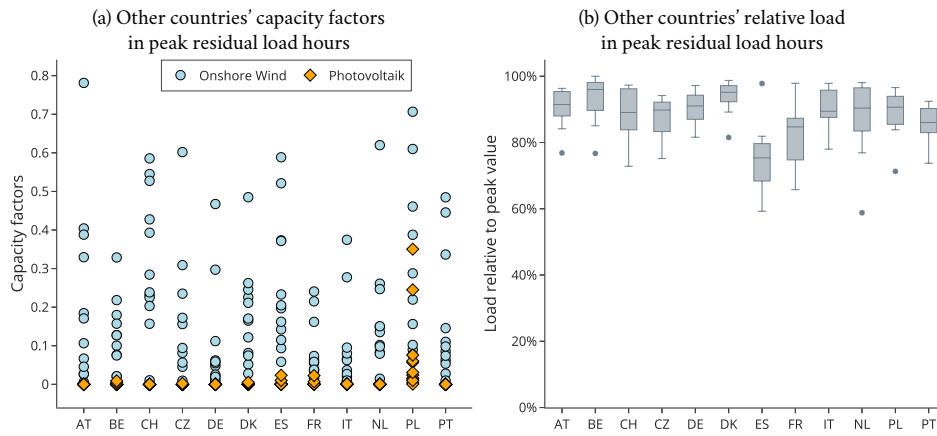 (a) Other countries' capacity factors
in peak residual load hours
Onshore Wind
Photovoltaik
Capacity factors
0.8
0.7
0.6
0.5
0.4
0.3
0.2
0.1
0
AT BE CH CZ DE DK ES FR IT NL PL PT
(b) Other countries' relative load
in peak residual load hours
Load relative to peak value
100%
80%
60%
40%
20%
0%
AT BE CH CZ DE DK ES FR IT NL PL PT